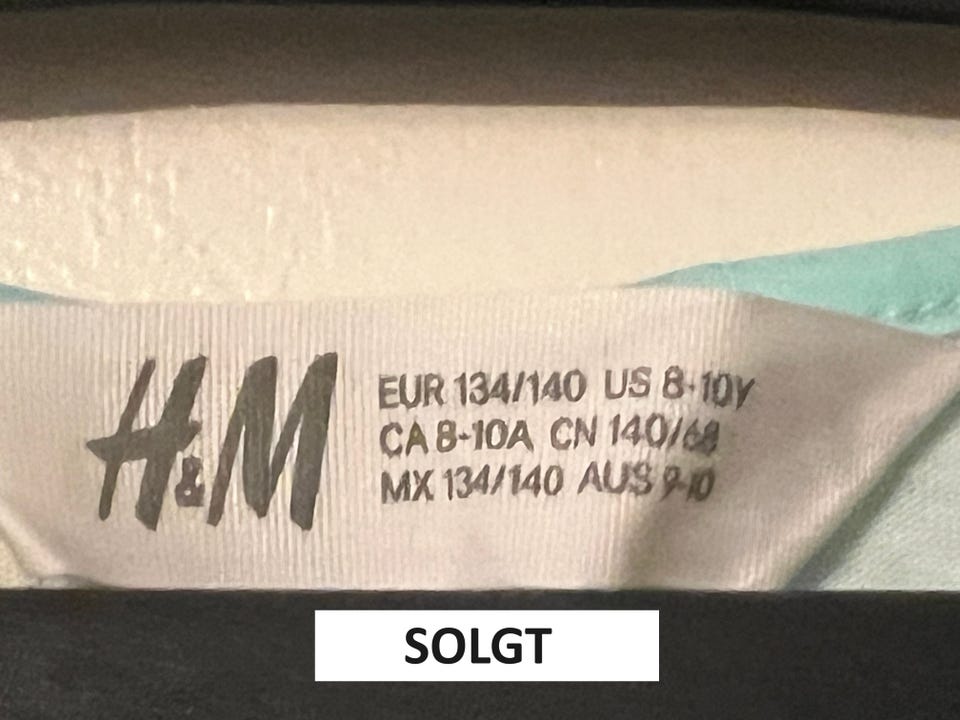 H&M
EUR 134/140 US 8-10Y
CA 8-10A CN 140/68
MX 134/140 AUS 9-10
SOLGT